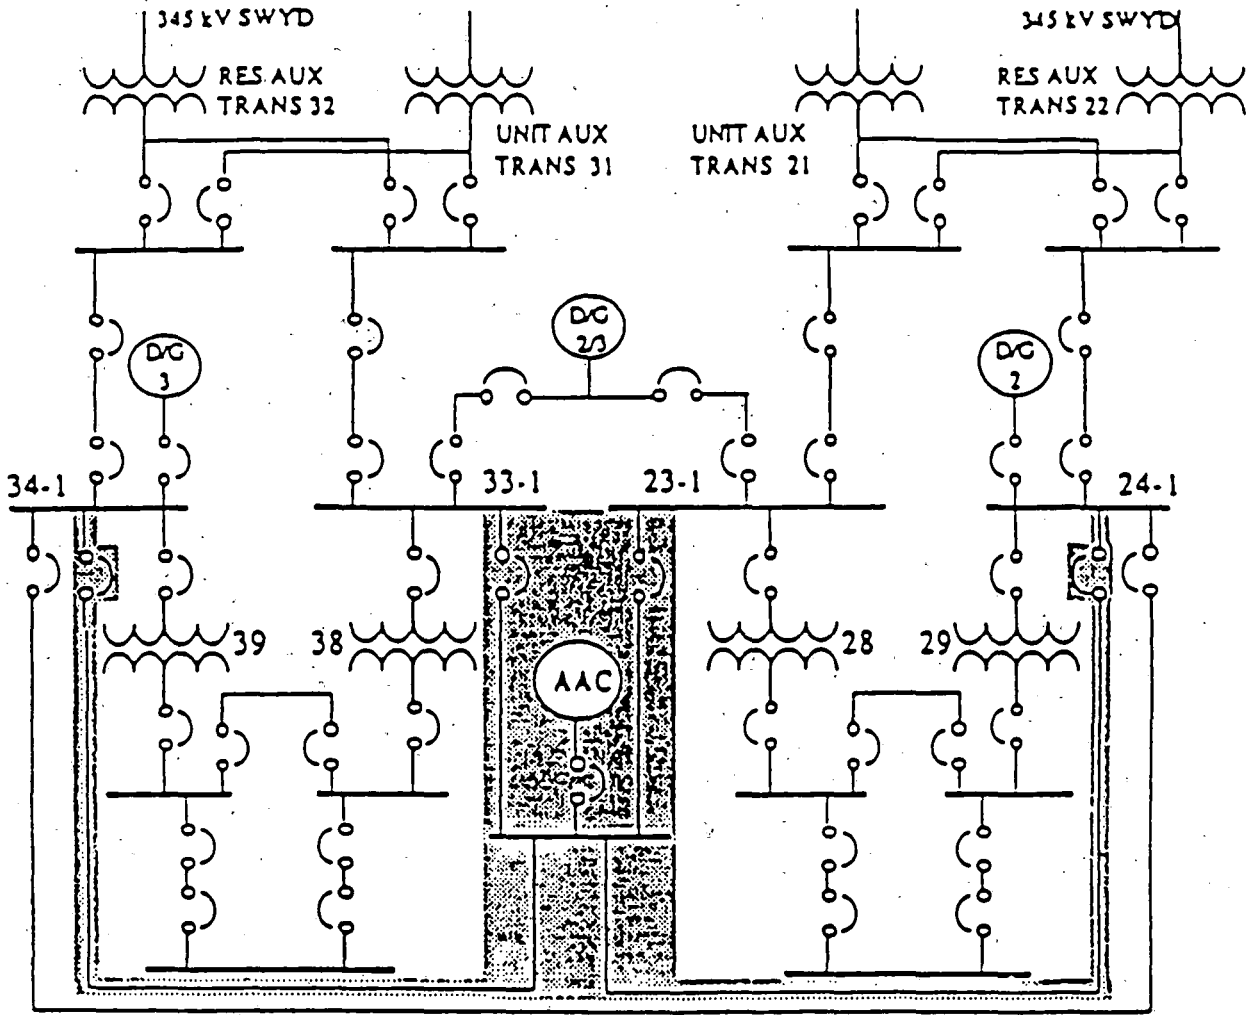 345 kV SWYD
345 kV SWYD
RES AUX
TRANS 32
RES AUX
TRANS 22
UNIT AUX
TRANS 31
UNIT AUX
TRANS 21
D/G
2/3
D/G
3
D/G
2
34-1
33-1
23-1
24-1
39
38
28
29
AAC